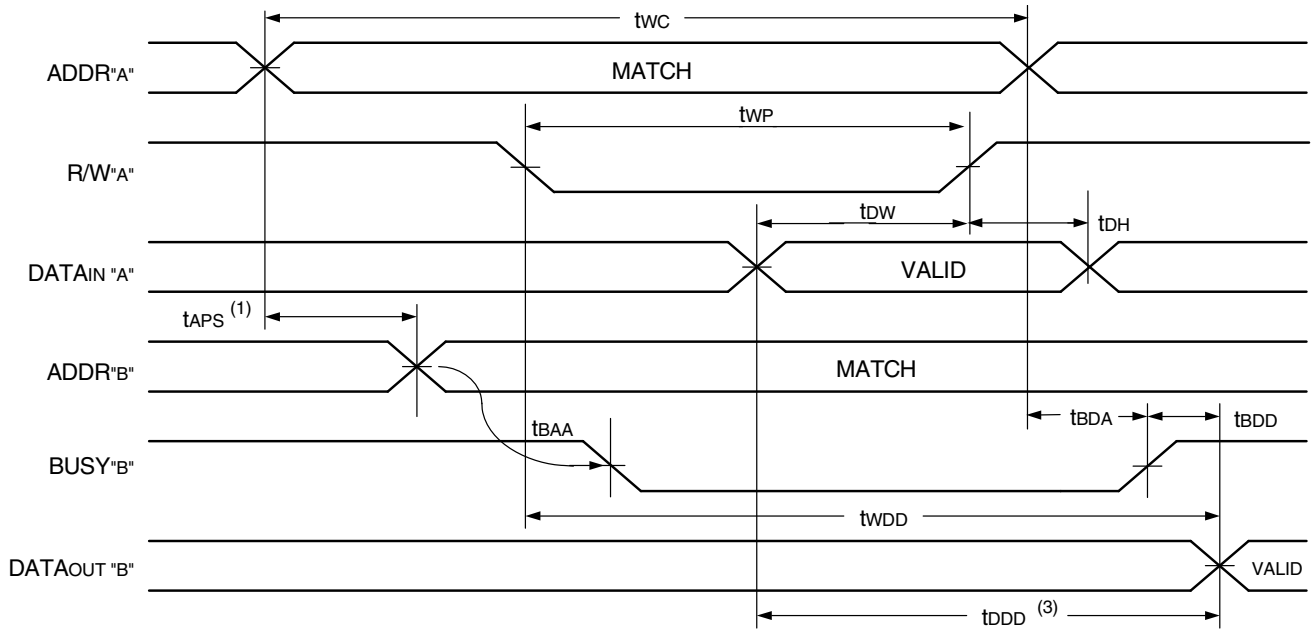 tWC
ADDR"A"
MATCH
tWP
R/W"A"
tDW
tDH
DATAIN "A"
VALID
tAPS (1)
ADDR"B"
MATCH
tBAA
tBDA
tBDD
BUSY"B"
tWDD
DATAOUT "B"
VALID
tDDD (3)